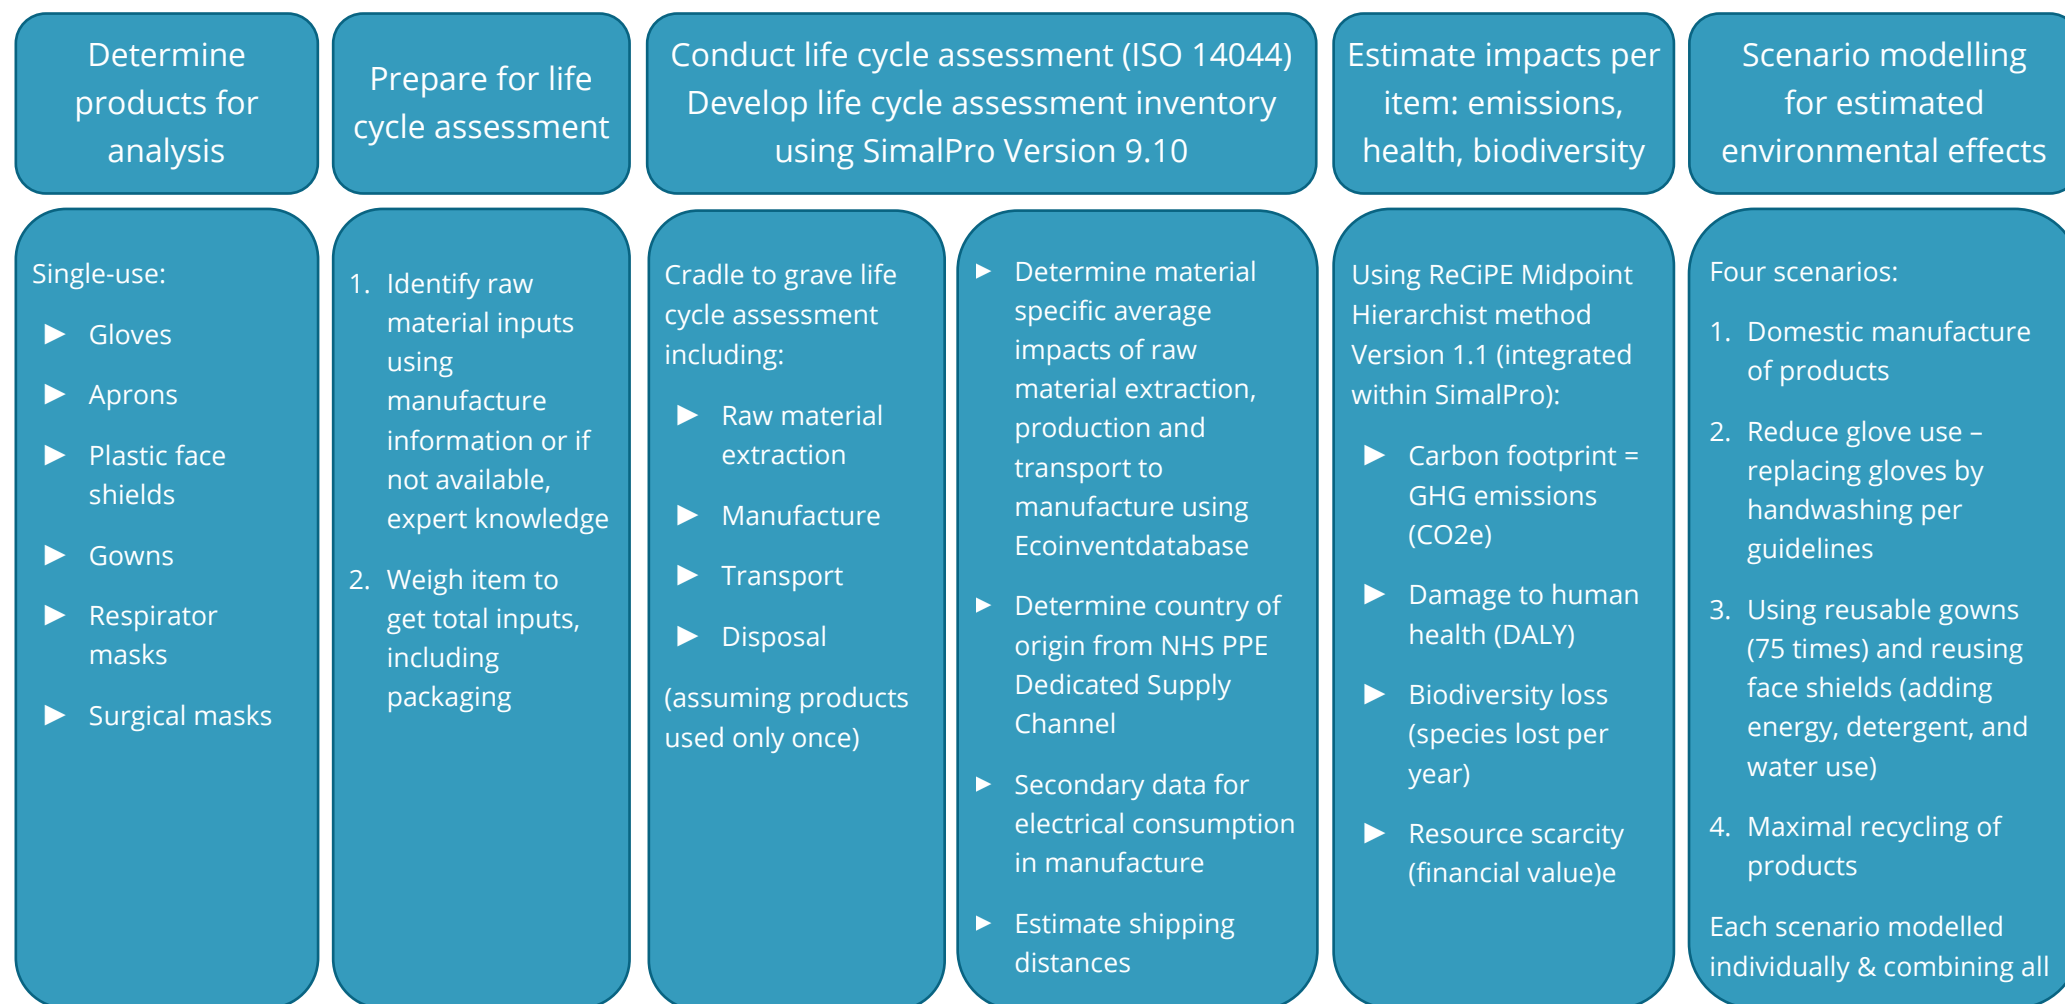 Determine
products for
analysis
Prepare for life
cycle assessment
Conduct life cycle assessment (ISO 14044)
Develop life cycle assessment inventory
using SimalPro Version 9.10
Estimate impacts per
item: emissions,
health, biodiversity
Scenario modelling
for estimated
environmental effects
Single-use:
► Gloves
► Aprons
► Plastic face
shields
► Gowns
► Respirator
masks
► Surgical masks
1. Identify raw
material inputs
using
manufacture
information or if
not available,
expert knowledge
2. Weigh item to
get total inputs,
including
packaging
Cradle to grave life
cycle assessment
including:
► Raw material
extraction
► Manufacture
► Transport
► Disposal
(assuming products
used only once)
► Determine material
specific average
impacts of raw
material extraction,
production and
transport to
manufacture using
Ecoinventdatabase
► Determine country of
origin from NHS PPE
Dedicated Supply
Channel
► Secondary data for
electrical consumption
in manufacture
► Estimate shipping
distances
Using ReCiPE Midpoint
Hierarchist method
Version 1.1 (integrated
within SimalPro):
► Carbon footprint =
GHG emissions
(CO2e)
► Damage to human
health (DALY)
► Biodiversity loss
(species lost per
year)
► Resource scarcity
(financial value)e
Four scenarios:
1. Domestic manufacture
of products
2. Reduce glove use –
replacing gloves by
handwashing per
guidelines
3. Using reusable gowns
(75 times) and reusing
face shields (adding
energy, detergent, and
water use)
4. Maximal recycling of
products
Each scenario modelled
individually & combining all